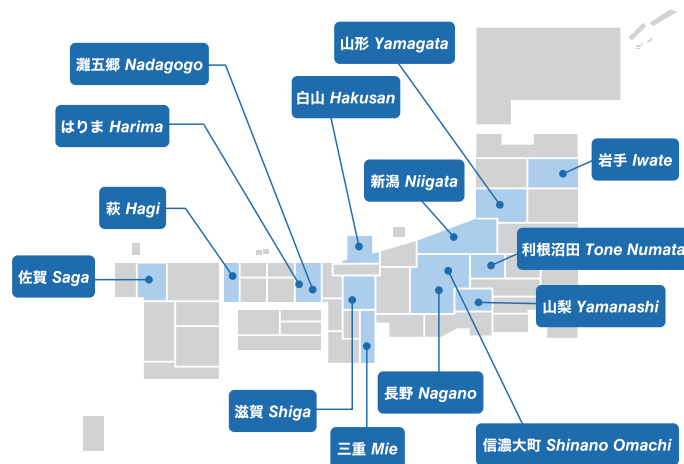 山形 Yamagata
灘五郷 Nadagogo
白山 Hakusan
はりま Harima
岩手 Iwate
新潟 Niigata
萩 Hagi
利根沼田 Tone Numata
佐賀 Saga
山梨 Yamanashi
長野 Nagano
滋賀 Shiga
三重 Mie
信濃大町 Shinano Omachi